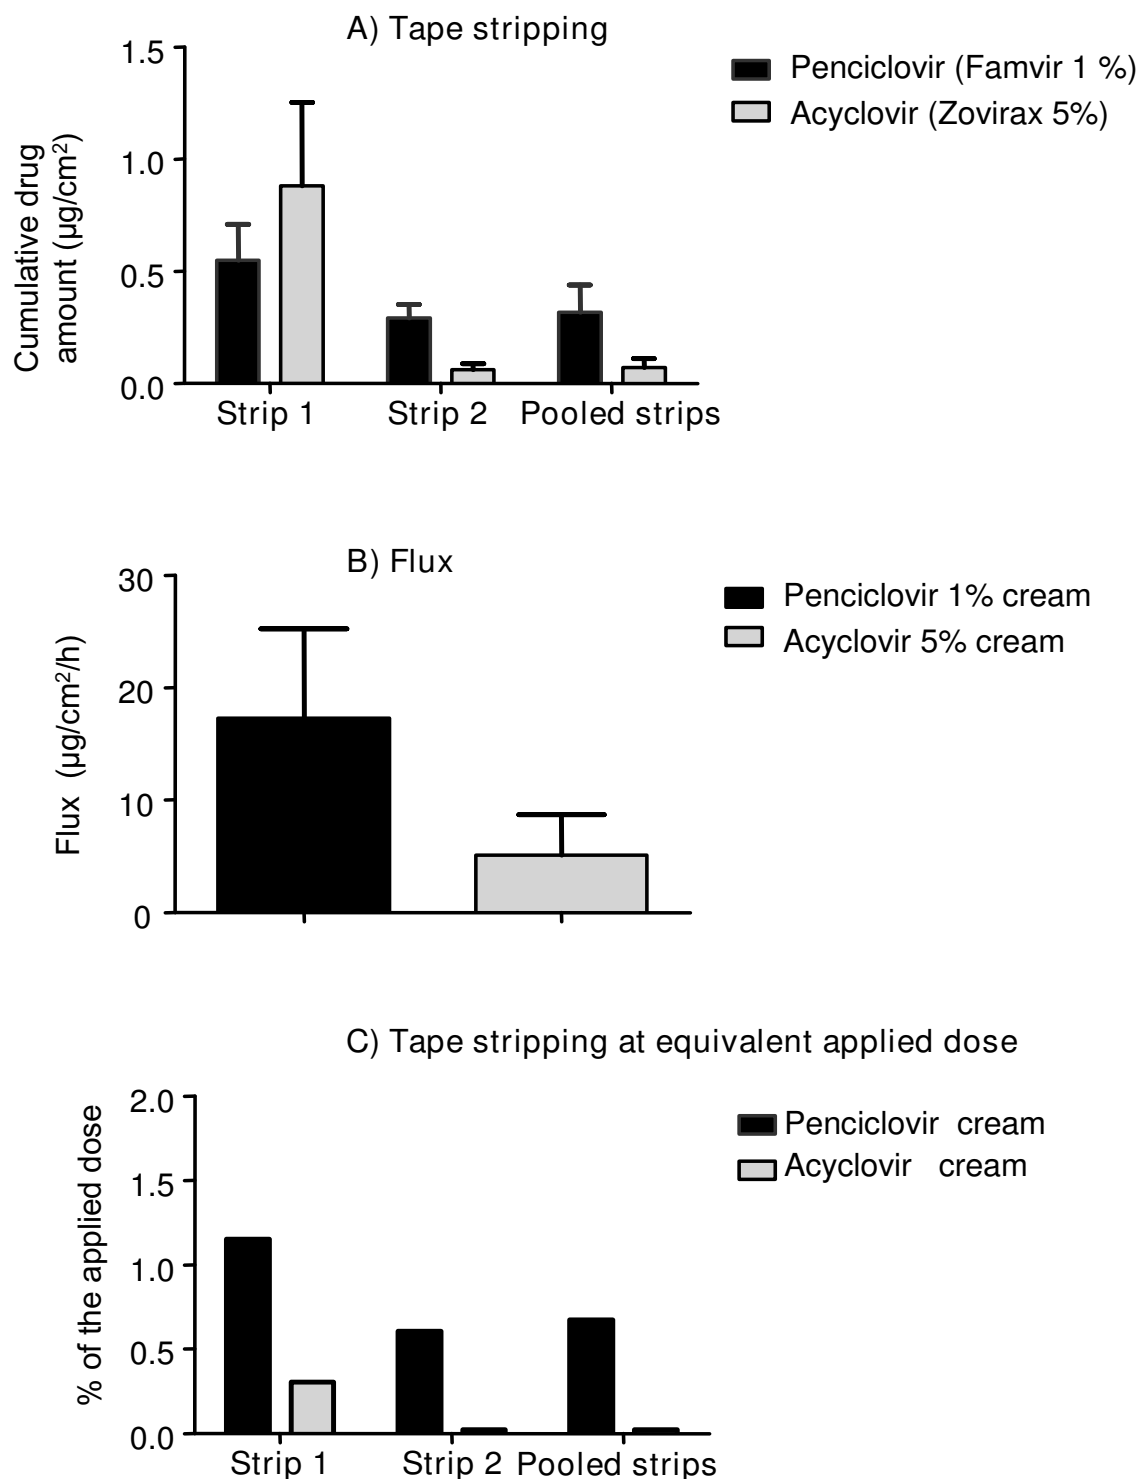 A) Tape stripping
1.5
1.0
0.5
0.0
Cumulative drug
amount (µg/cm²)
Penciclovir (Famvir 1 %)
Acyclovir (Zovirax 5%)
Strip 1
Strip 2
Pooled strips
B) Flux
30
20
10
0
Flux (µg/cm²/h)
Penciclovir 1% cream
Acyclovir 5% cream
C) Tape stripping at equivalent applied dose
2.0
1.5
1.0
0.5
0.0
% of the applied dose
Penciclovir cream
Acyclovir cream
Strip 1
Strip 2
Pooled strips